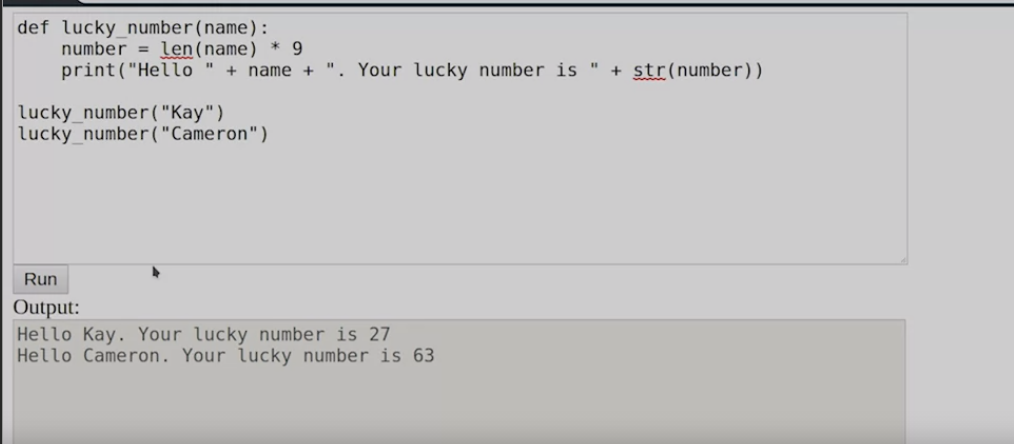 def lucky_number(name):
    number = len(name) * 9
    print("Hello " + name + ". Your lucky number is " + str(number))

lucky_number("Kay")
lucky_number("Cameron")
Run
Output:
Hello Kay. Your lucky number is 27
Hello Cameron. Your lucky number is 63